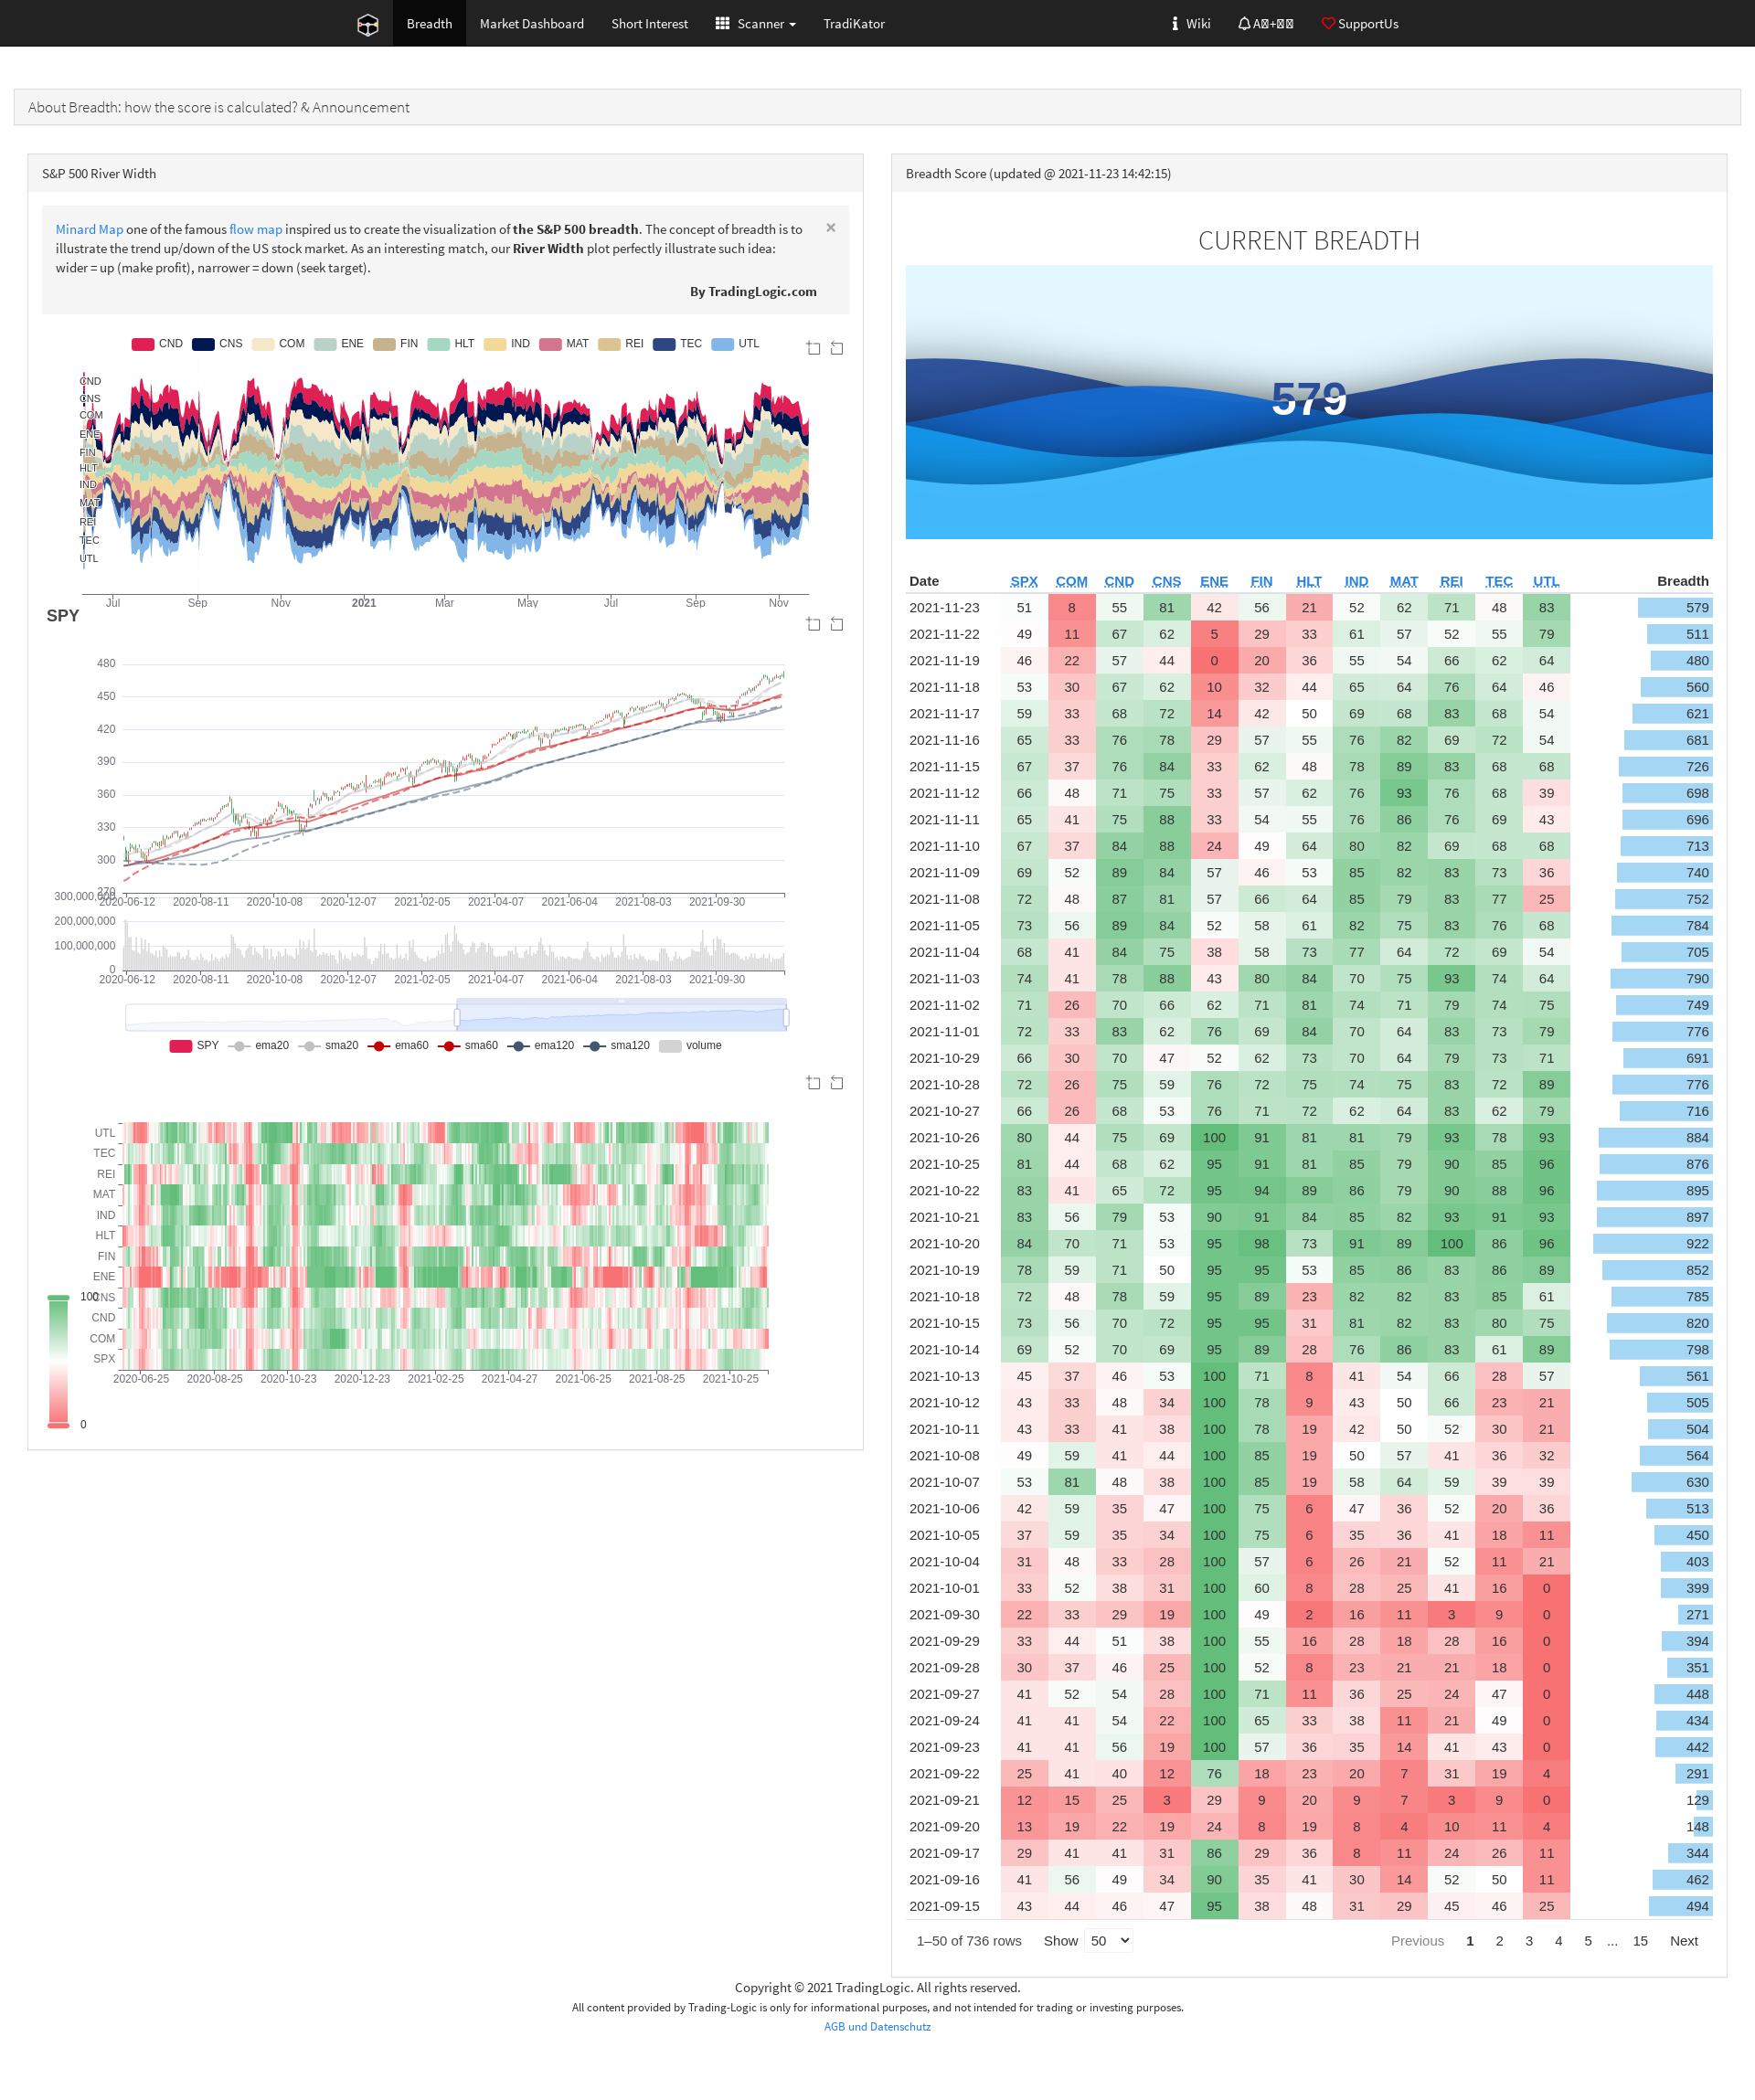 Breadth Market Dashboard Short Interest Scanner TradiKator Wiki SupportUs
About Breadth: how the score is calculated? & Announcement
S&P 500 River Width
Minard Map one of the famous flow map inspired us to create the visualization of the S&P 500 breadth. The concept of breadth is to
illustrate the trend up/down of the US stock market. As an interesting match, our River Width plot perfectly illustrate such idea:
wider = up (make profit), narrower = down (seek target).
×
By TradingLogic.com
CND CNS COM ENE FIN HLT IND MAT REI TEC UTL
CND
CNS
COM
ENE
FIN
HLT
IND
MAT
REI
TEC
UTL
Jul Sep Nov 2021 Mar May Jul Sep Nov
SPY
480
450
420
390
360
330
300
270
2020-06-12 2020-08-11 2020-10-08 2020-12-07 2021-02-05 2021-04-07 2021-06-04 2021-08-03 2021-09-30
300,000,000
200,000,000
100,000,000
0
2020-06-12 2020-08-11 2020-10-08 2020-12-07 2021-02-05 2021-04-07 2021-06-04 2021-08-03 2021-09-30
SPY ema20 sma20 ema60 sma60 ema120 sma120 volume
UTL
TEC
REI
MAT
IND
HLT
FIN
ENE
CNS
CND
COM
SPX
2020-06-25 2020-08-25 2020-10-23 2020-12-23 2021-02-25 2021-04-27 2021-06-25 2021-08-25 2021-10-25
100
0
Breadth Score (updated @ 2021-11-23 14:42:15)
CURRENT BREADTH
579
Date SPX COM CND CNS ENE FIN HLT IND MAT REI TEC UTL Breadth
2021-11-23 51 8 55 81 42 56 21 52 62 71 48 83 579
2021-11-22 49 11 67 62 5 29 33 61 57 52 55 79 511
2021-11-19 46 22 57 44 0 20 36 55 54 66 62 64 480
2021-11-18 53 30 67 62 10 32 44 65 64 76 64 46 560
2021-11-17 59 33 68 72 14 42 50 69 68 83 68 54 621
2021-11-16 65 33 76 78 29 57 55 76 82 69 72 54 681
2021-11-15 67 37 76 84 33 62 48 78 89 83 68 68 726
2021-11-12 66 48 71 75 33 57 62 76 93 76 68 39 698
2021-11-11 65 41 75 88 33 54 55 76 86 76 69 43 696
2021-11-10 67 37 84 88 24 49 64 80 82 69 68 68 713
2021-11-09 69 52 89 84 57 46 53 85 82 83 73 36 740
2021-11-08 72 48 87 81 57 66 64 85 79 83 77 25 752
2021-11-05 73 56 89 84 52 58 61 82 75 83 76 68 784
2021-11-04 68 41 84 75 38 58 73 77 64 72 69 54 705
2021-11-03 74 41 78 88 43 80 84 70 75 93 74 64 790
2021-11-02 71 26 70 66 62 71 81 74 71 79 74 75 749
2021-11-01 72 33 83 62 76 69 84 70 64 83 73 79 776
2021-10-29 66 30 70 47 52 62 73 70 64 79 73 71 691
2021-10-28 72 26 75 59 76 72 75 74 75 83 72 89 776
2021-10-27 66 26 68 53 76 71 72 62 64 83 62 79 716
2021-10-26 80 44 75 69 100 91 81 81 79 93 78 93 884
2021-10-25 81 44 68 62 95 91 81 85 79 90 85 96 876
2021-10-22 83 41 65 72 95 94 89 86 79 90 88 96 895
2021-10-21 83 56 79 53 90 91 84 85 82 93 91 93 897
2021-10-20 84 70 71 53 95 98 73 91 89 100 86 96 922
2021-10-19 78 59 71 50 95 95 53 85 86 83 86 89 852
2021-10-18 72 48 78 59 95 89 23 82 82 83 85 61 785
2021-10-15 73 56 70 72 95 95 31 81 82 83 80 75 820
2021-10-14 69 52 70 69 95 89 28 76 86 83 61 89 798
2021-10-13 45 37 46 53 100 71 8 41 54 66 28 57 561
2021-10-12 43 33 48 34 100 78 9 43 50 66 23 21 505
2021-10-11 43 33 41 38 100 78 19 42 50 52 30 21 504
2021-10-08 49 59 41 44 100 85 19 50 57 41 36 32 564
2021-10-07 53 81 48 38 100 85 19 58 64 59 39 39 630
2021-10-06 42 59 35 47 100 75 6 47 36 52 20 36 513
2021-10-05 37 59 35 34 100 75 6 35 36 41 18 11 450
2021-10-04 31 48 33 28 100 57 6 26 21 52 11 21 403
2021-10-01 33 52 38 31 100 60 8 28 25 41 16 0 399
2021-09-30 22 33 29 19 100 49 2 16 11 3 9 0 271
2021-09-29 33 44 51 38 100 55 16 28 18 28 16 0 394
2021-09-28 30 37 46 25 100 52 8 23 21 21 18 0 351
2021-09-27 41 52 54 28 100 71 11 36 25 24 47 0 448
2021-09-24 41 41 54 22 100 65 33 38 11 21 49 0 434
2021-09-23 41 41 56 19 100 57 36 35 14 41 43 0 442
2021-09-22 25 41 40 12 76 18 23 20 7 31 19 4 291
2021-09-21 12 15 25 3 29 9 20 9 7 3 9 0 129
2021-09-20 13 19 22 19 24 8 19 8 4 10 11 4 148
2021-09-17 29 41 41 31 86 29 36 8 11 24 26 11 344
2021-09-16 41 56 49 34 90 35 41 30 14 52 50 11 462
2021-09-15 43 44 46 47 95 38 48 31 29 45 46 25 494
1–50 of 736 rows Show 50 Previous 1 2 3 4 5 ... 15 Next
Copyright © 2021 TradingLogic. All rights reserved.
All content provided by Trading-Logic is only for informational purposes, and not intended for trading or investing purposes.
AGB und Datenschutz